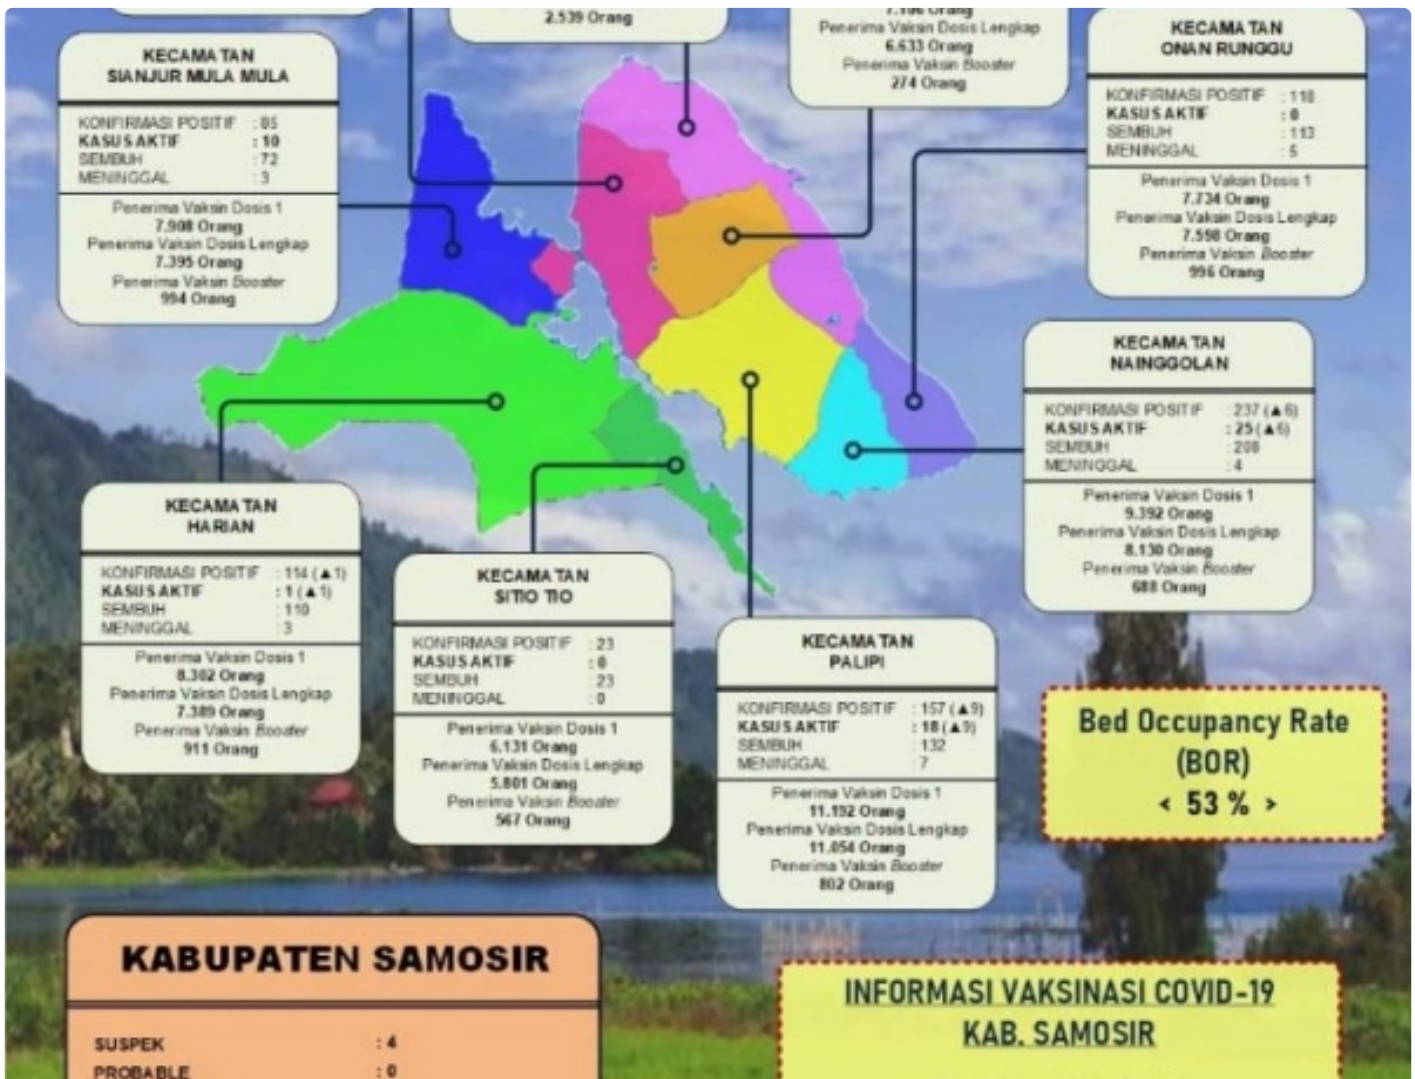 2.539 Orang
7.106 Orang
Penerima Vaksin Dosis Lengkap
6.633 Orang
Penerima Vaksin Booster
274 Orang
KECAMATAN
SIANJUR MULA MULA
KONFIRMASI POSITIF : 85
KASUS AKTIF : 10
SEMBUH : 72
MENINGGAL : 3
Penerima Vaksin Dosis 1
7.908 Orang
Penerima Vaksin Dosis Lengkap
7.395 Orang
Penerima Vaksin Booster
994 Orang
KECAMATAN
ONAN RUNGGU
KONFIRMASI POSITIF : 118
KASUS AKTIF : 0
SEMBUH : 113
MENINGGAL : 5
Penerima Vaksin Dosis 1
7.734 Orang
Penerima Vaksin Dosis Lengkap
7.598 Orang
Penerima Vaksin Booster
996 Orang
KECAMATAN
NAINGGOLAN
KONFIRMASI POSITIF : 237 (▲6)
KASUS AKTIF : 25 (▲6)
SEMBUH : 208
MENINGGAL : 4
Penerima Vaksin Dosis 1
9.392 Orang
Penerima Vaksin Dosis Lengkap
8.130 Orang
Penerima Vaksin Booster
688 Orang
KECAMATAN
HARIAN
KONFIRMASI POSITIF : 114 (▲1)
KASUS AKTIF : 1 (▲1)
SEMBUH : 110
MENINGGAL : 3
Penerima Vaksin Dosis 1
8.302 Orang
Penerima Vaksin Dosis Lengkap
7.389 Orang
Penerima Vaksin Booster
911 Orang
KECAMATAN
SITIO TIO
KONFIRMASI POSITIF : 23
KASUS AKTIF : 0
SEMBUH : 23
MENINGGAL : 0
Penerima Vaksin Dosis 1
6.131 Orang
Penerima Vaksin Dosis Lengkap
5.801 Orang
Penerima Vaksin Booster
567 Orang
KECAMATAN
PALIPI
KONFIRMASI POSITIF : 157 (▲9)
KASUS AKTIF : 18 (▲9)
SEMBUH : 132
MENINGGAL : 7
Penerima Vaksin Dosis 1
11.192 Orang
Penerima Vaksin Dosis Lengkap
11.054 Orang
Penerima Vaksin Booster
802 Orang
Bed Occupancy Rate
(BOR)
< 53 % >
KABUPATEN SAMOSIR
SUSPEK : 4
PROBABLE : 0
INFORMASI VAKSINASI COVID-19
KAB. SAMOSIR